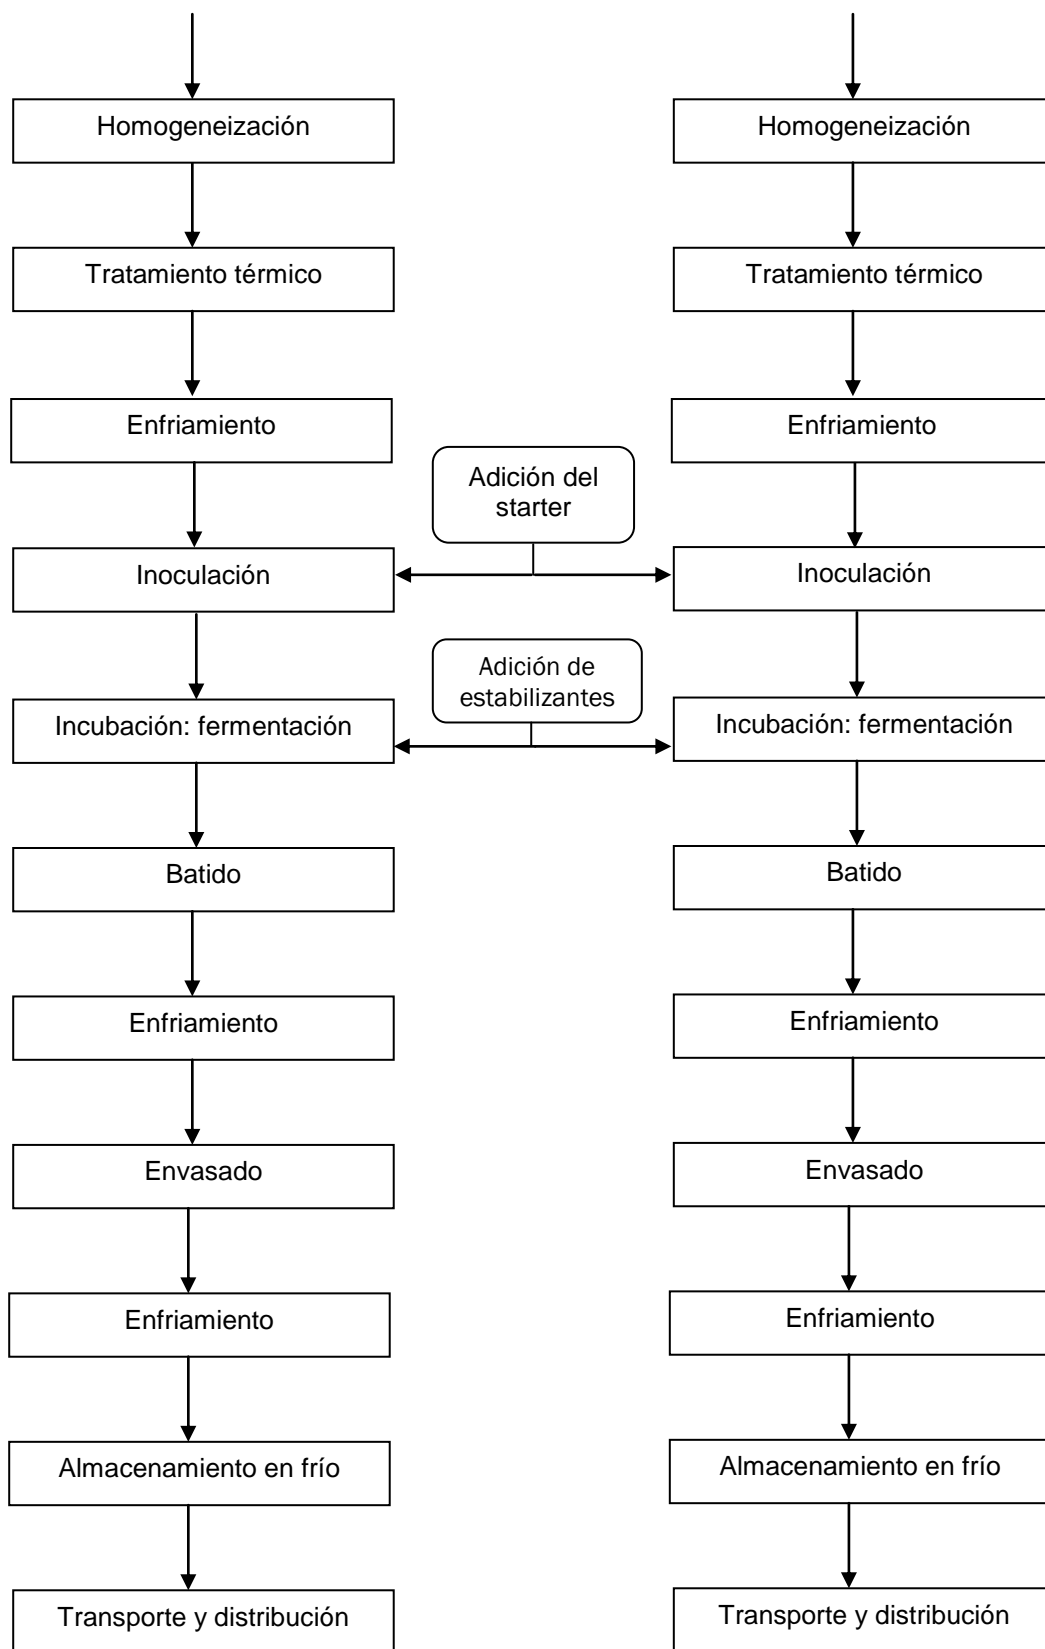 Homogeneización
Homogeneización
Tratamiento térmico
Tratamiento térmico
Enfriamiento
Enfriamiento
Adición del
starter
Inoculación
Inoculación
Adición de
estabilizantes
Incubación: fermentación
Incubación: fermentación
Batido
Batido
Enfriamiento
Enfriamiento
Envasado
Envasado
Enfriamiento
Enfriamiento
Almacenamiento en frío
Almacenamiento en frío
Transporte y distribución
Transporte y distribución